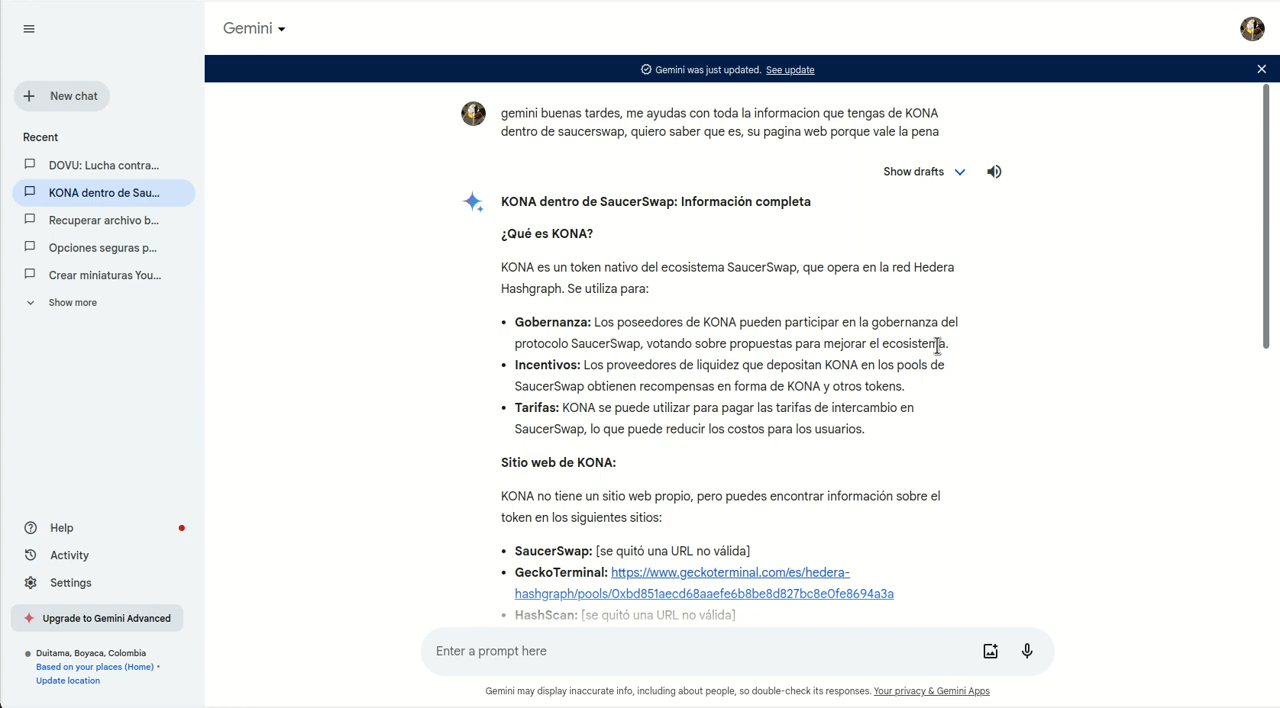 Gemini
Gemini was just updated. See update
New chat
Recent
DOVU: Lucha contra...
KONA dentro de Sau...
Recuperar archivo b...
Opciones seguras p...
Crear miniaturas You...
Show more
Help
Activity
Settings
Upgrade to Gemini Advanced
Duitama, Boyaca, Colombia
Based on your places (Home) •
Update location
gemini buenas tardes, me ayudas con toda la informacion que tengas de KONA
dentro de saucerswap, quiero saber que es, su pagina web porque vale la pena
Show drafts
KONA dentro de SaucerSwap: Información completa
¿Qué es KONA?
KONA es un token nativo del ecosistema SaucerSwap, que opera en la red Hedera
Hashgraph. Se utiliza para:
• Gobernanza: Los poseedores de KONA pueden participar en la gobernanza del
protocolo SaucerSwap, votando sobre propuestas para mejorar el ecosistema.
• Incentivos: Los proveedores de liquidez que depositan KONA en los pools de
SaucerSwap obtienen recompensas en forma de KONA y otros tokens.
• Tarifas: KONA se puede utilizar para pagar las tarifas de intercambio en
SaucerSwap, lo que puede reducir los costos para los usuarios.
Sitio web de KONA:
KONA no tiene un sitio web propio, pero puedes encontrar información sobre el
token en los siguientes sitios:
• SaucerSwap: [se quitó una URL no válida]
• GeckoTerminal: https://www.geckoterminal.com/es/hedera-
hashgraph/pools/0xbd851aecd68aaefe6b8be8d827bc8e0fe8694a3a
• HashScan: [se quitó una URL no válida]
Enter a prompt here
Gemini may display inaccurate info, including about people, so double-check its responses. Your privacy & Gemini Apps